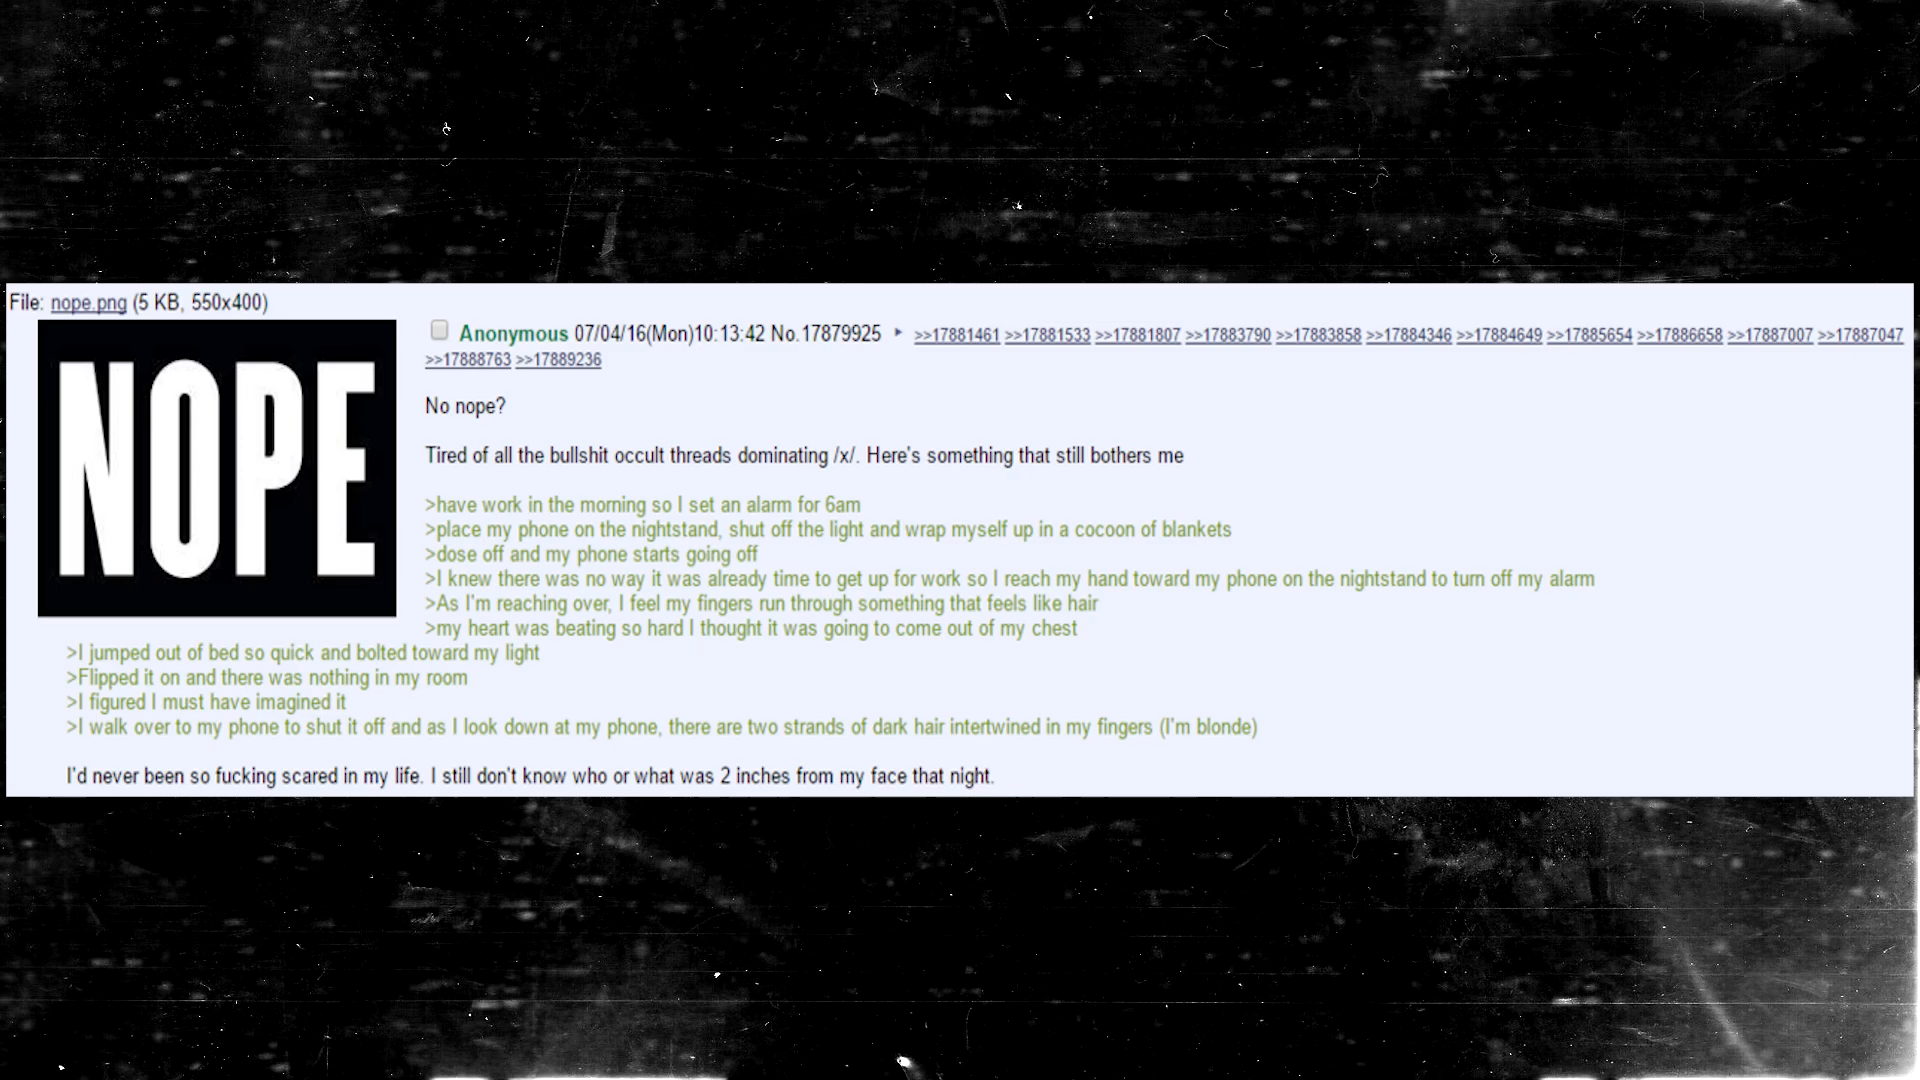 File: nope.png (5 KB, 550x400)
NOPE
Anonymous 07/04/16(Mon)10:13:42 No.17879925 ▸ >>17881461 >>17881533 >>17881807 >>17883790 >>17883858 >>17884346 >>17884649 >>17885654 >>17886658 >>17887007 >>17887047
>>17888763 >>17889236
No nope?
Tired of all the bullshit occult threads dominating /x/. Here's something that still bothers me
>have work in the morning so I set an alarm for 6am
>place my phone on the nightstand, shut off the light and wrap myself up in a cocoon of blankets
>dose off and my phone starts going off
>I knew there was no way it was already time to get up for work so I reach my hand toward my phone on the nightstand to turn off my alarm
>As I'm reaching over, I feel my fingers run through something that feels like hair
>my heart was beating so hard I thought it was going to come out of my chest
>I jumped out of bed so quick and bolted toward my light
>Flipped it on and there was nothing in my room
>I figured I must have imagined it
>I walk over to my phone to shut it off and as I look down at my phone, there are two strands of dark hair intertwined in my fingers (I'm blonde)
I'd never been so fucking scared in my life. I still don't know who or what was 2 inches from my face that night.